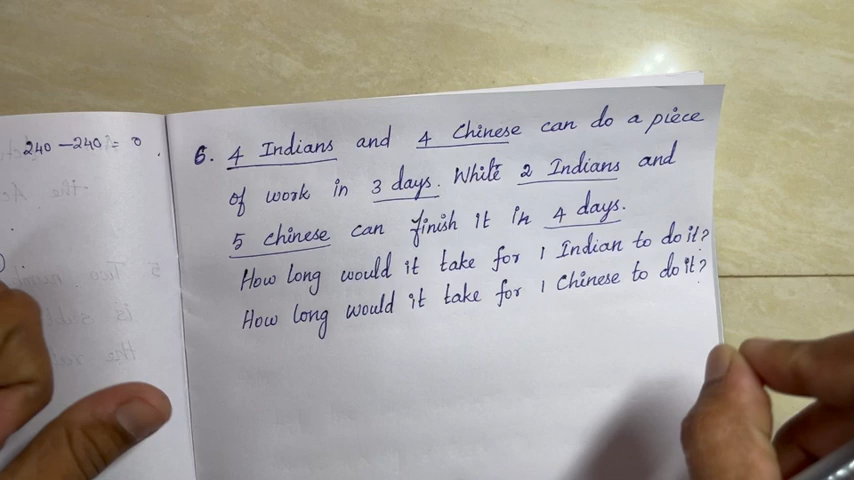 240 - 240 = 0.
6. 4 Indians and 4 Chinese can do a piece
of work in 3 days. While 2 Indians and
5 chinese can finish it in 4 days.
How long would it take for 1 Indian to do it?
How long would it take for 1 Chinese to do it?